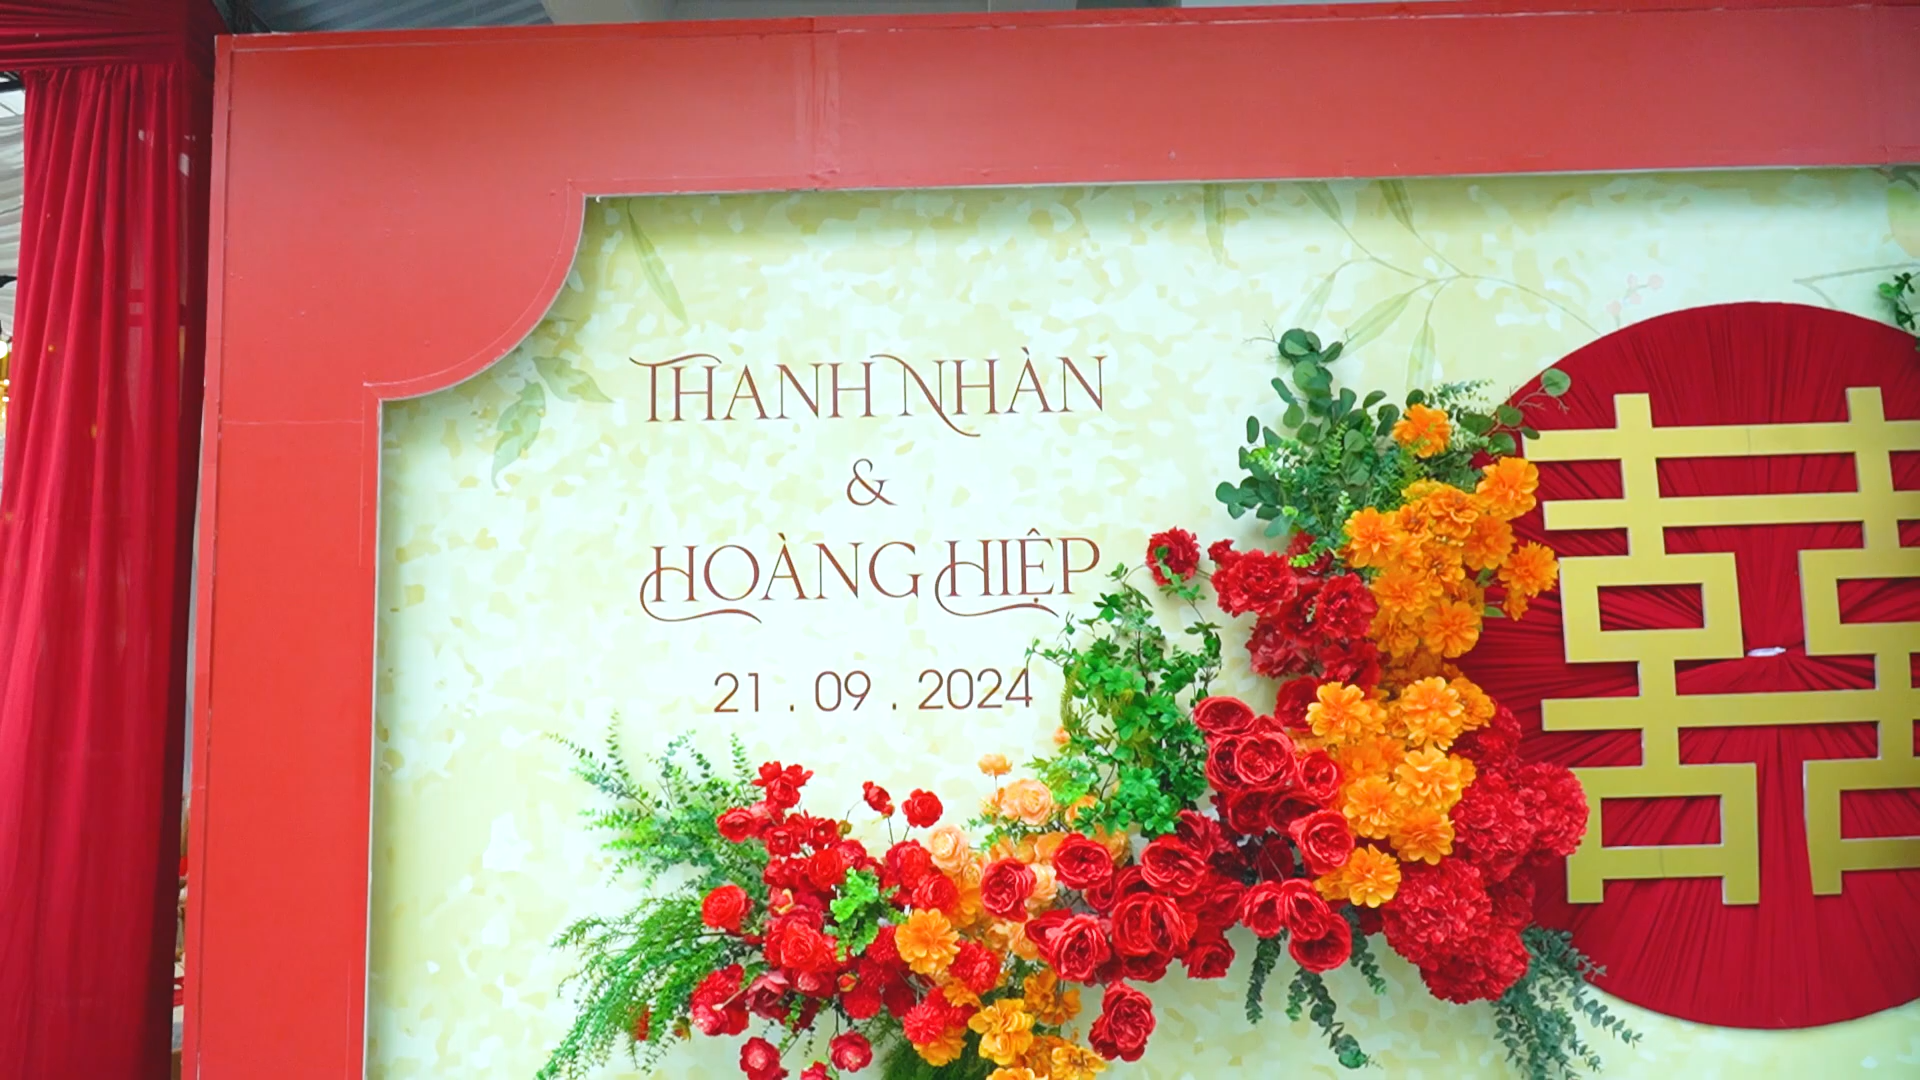 THANH NHÀN
&
HOÀNG HIỆP
21 . 09 . 2024
囍